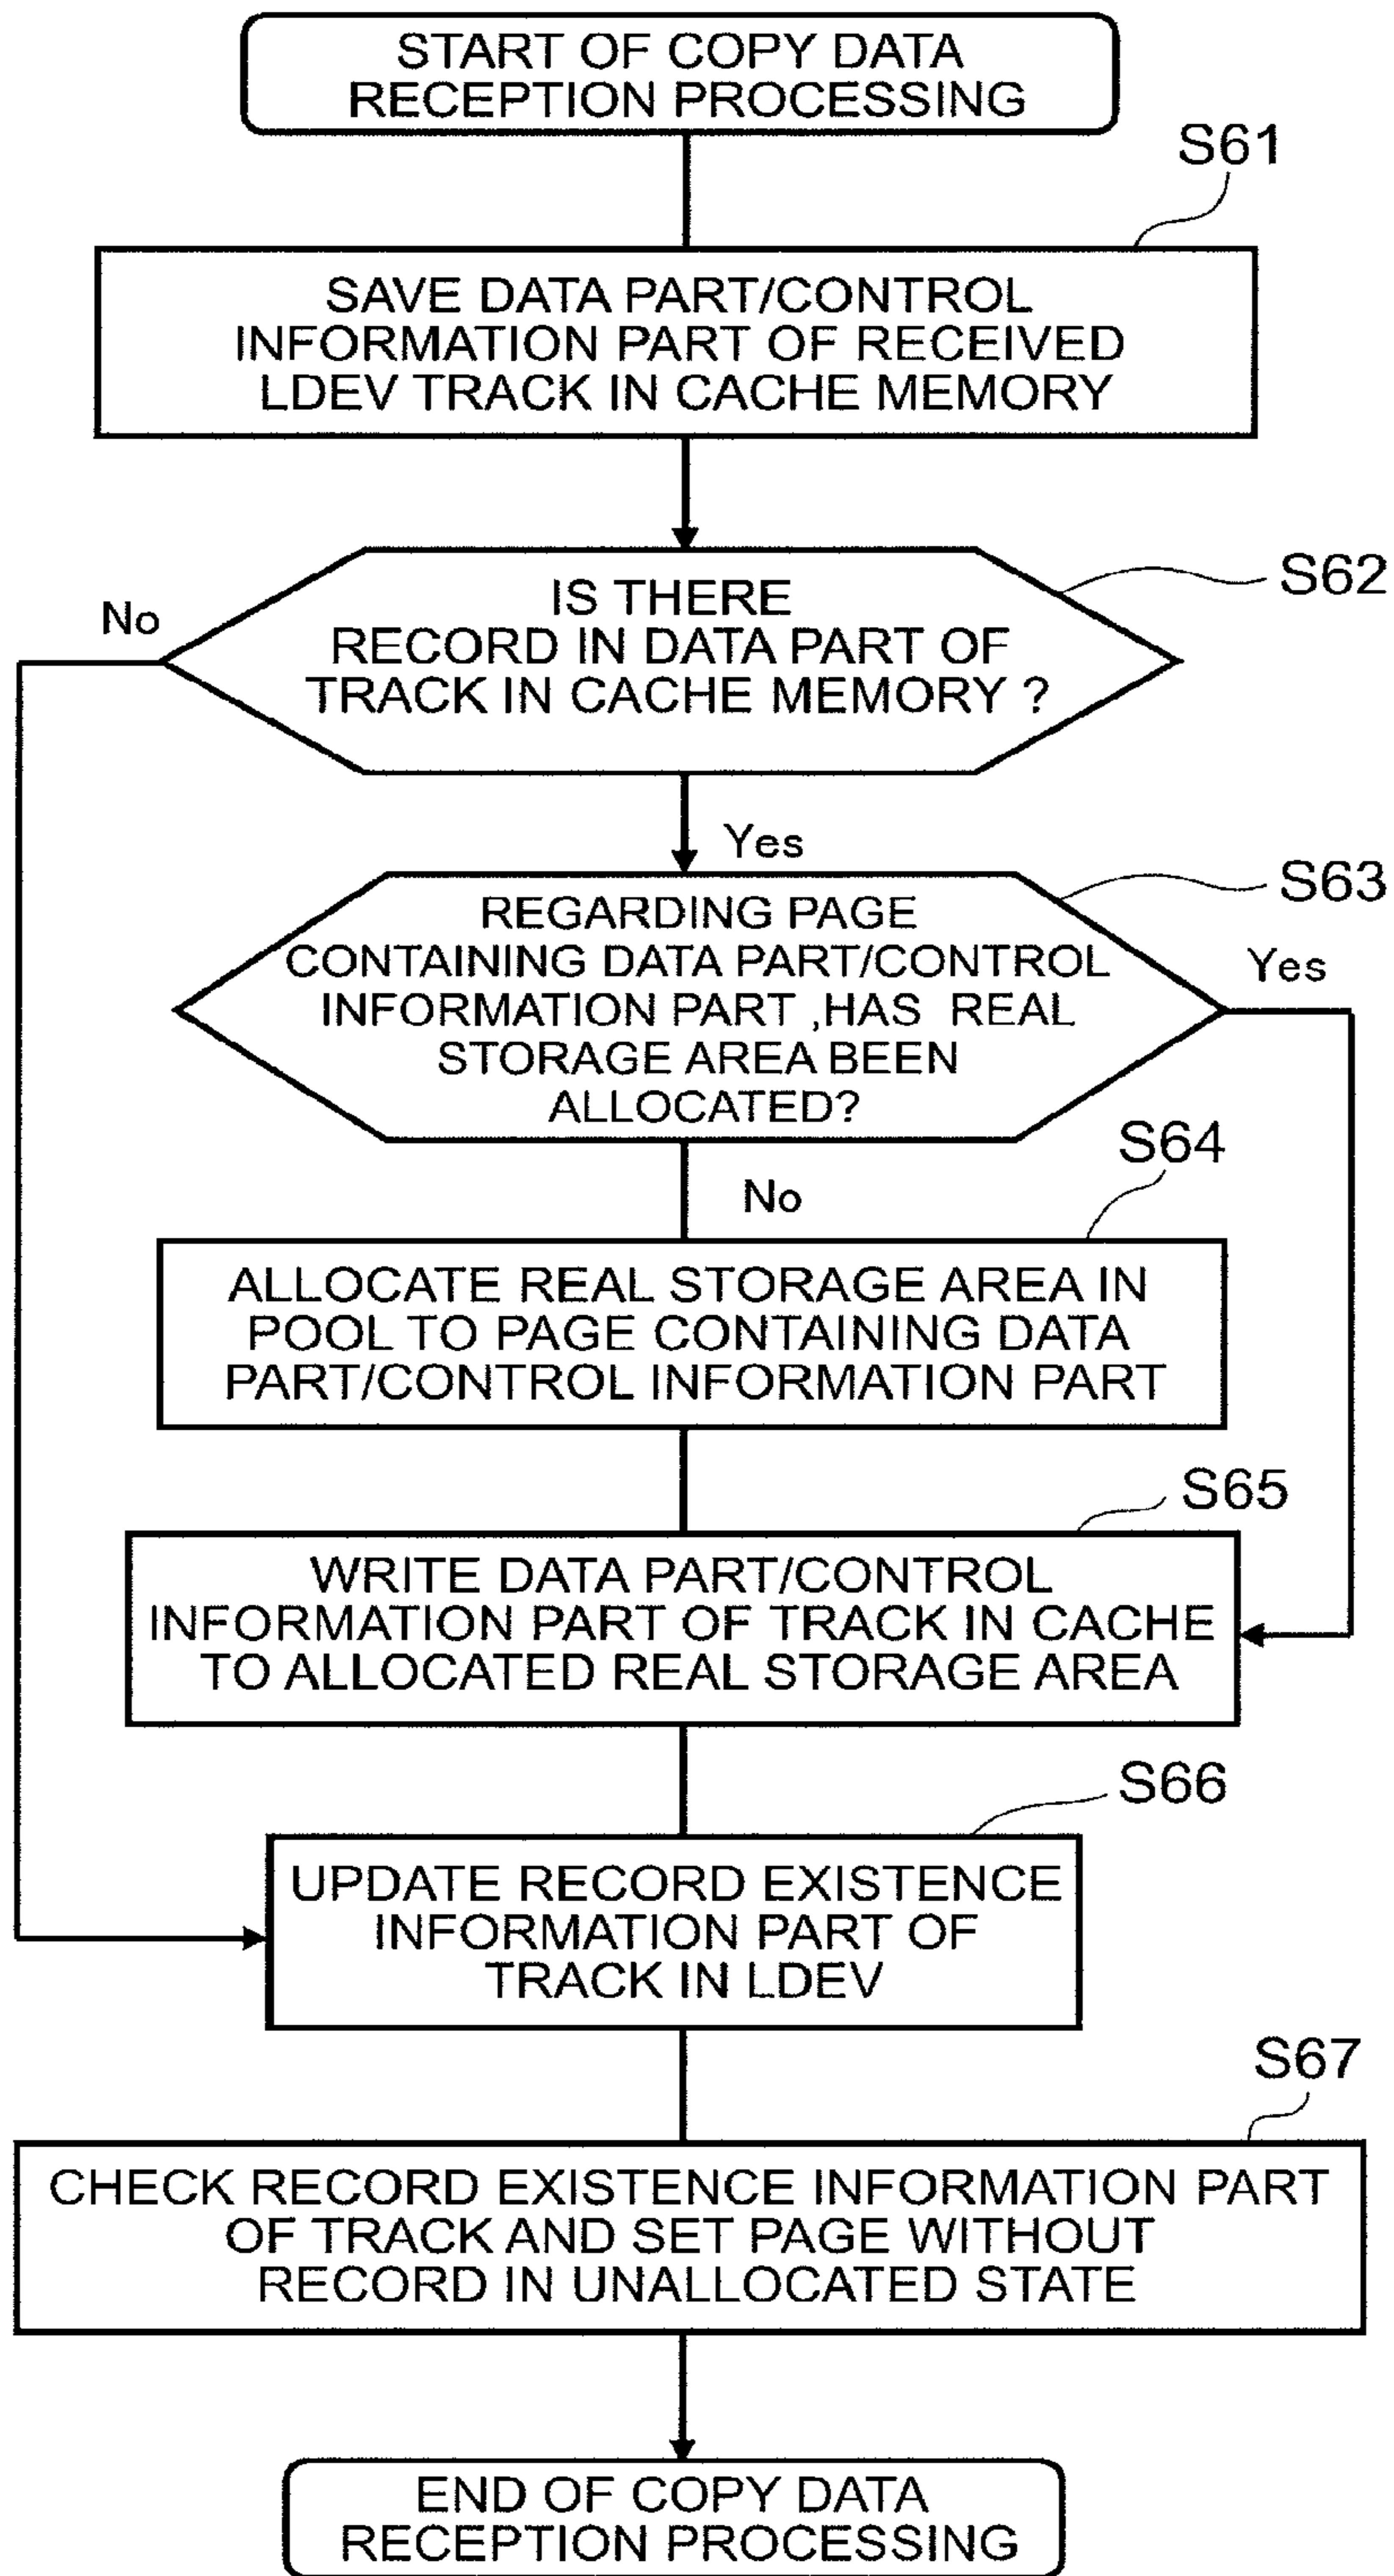 START OF COPY DATA
RECEPTION PROCESSING
S61
SAVE DATA PART/CONTROL
INFORMATION PART OF RECEIVED
LDEV TRACK IN CACHE MEMORY
S62
No
IS THERE
RECORD IN DATA PART OF
TRACK IN CACHE MEMORY ?
Yes
S63
REGARDING PAGE
CONTAINING DATA PART/CONTROL
INFORMATION PART ,HAS REAL
STORAGE AREA BEEN
ALLOCATED?
Yes
No
S64
ALLOCATE REAL STORAGE AREA IN
POOL TO PAGE CONTAINING DATA
PART/CONTROL INFORMATION PART
S65
WRITE DATA PART/CONTROL
INFORMATION PART OF TRACK IN CACHE
TO ALLOCATED REAL STORAGE AREA
S66
UPDATE RECORD EXISTENCE
INFORMATION PART OF
TRACK IN LDEV
S67
CHECK RECORD EXISTENCE INFORMATION PART
OF TRACK AND SET PAGE WITHOUT
RECORD IN UNALLOCATED STATE
END OF COPY DATA
RECEPTION PROCESSING